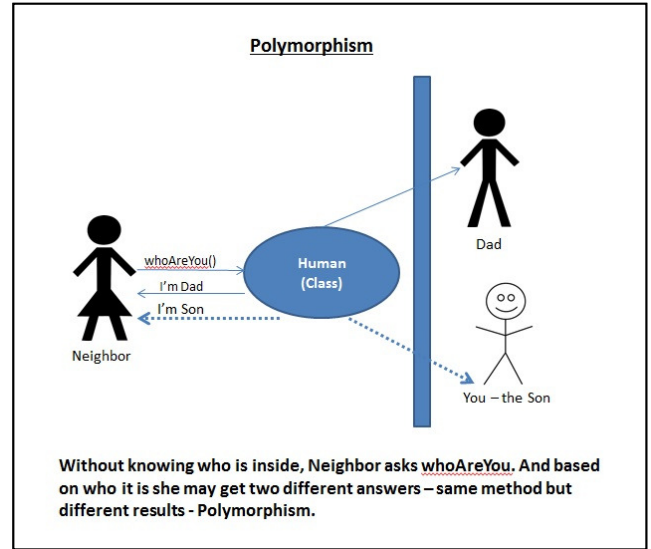 Polymorphism
Dad
whoAreYou()
Human
(Class)
I'm Dad
I'm Son
Neighbor
You – the Son
Without knowing who is inside, Neighbor asks whoAreYou. And based
on who it is she may get two different answers – same method but
different results - Polymorphism.